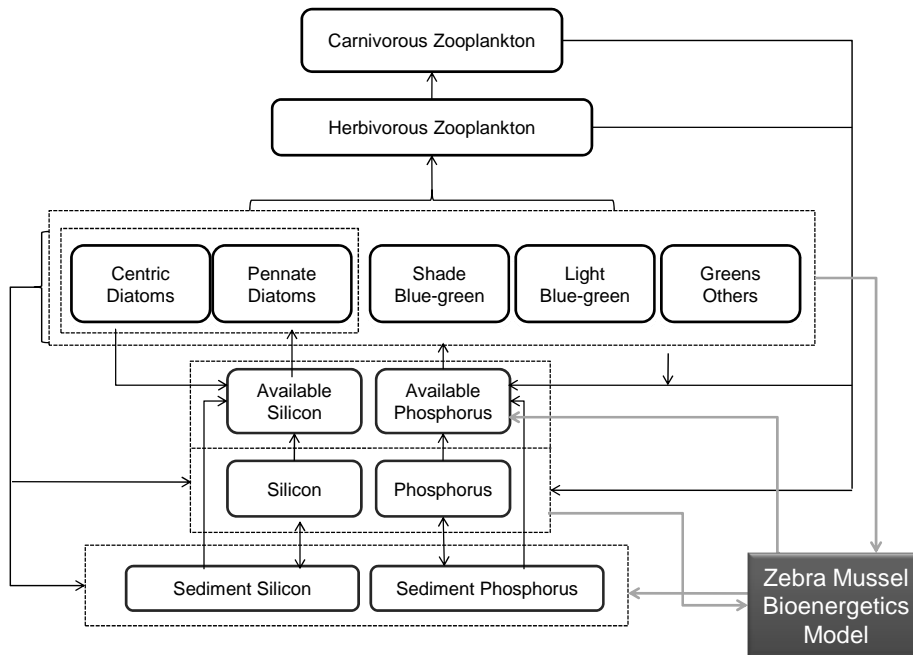 Carnivorous Zooplankton
Herbivorous Zooplankton
Centric
Diatoms
Pennate
Diatoms
Shade
Blue-green
Light
Blue-green
Greens
Others
Available
Silicon
Available
Phosphorus
Silicon
Phosphorus
Sediment Silicon
Sediment Phosphorus
Zebra Mussel
Bioenergetics
Model